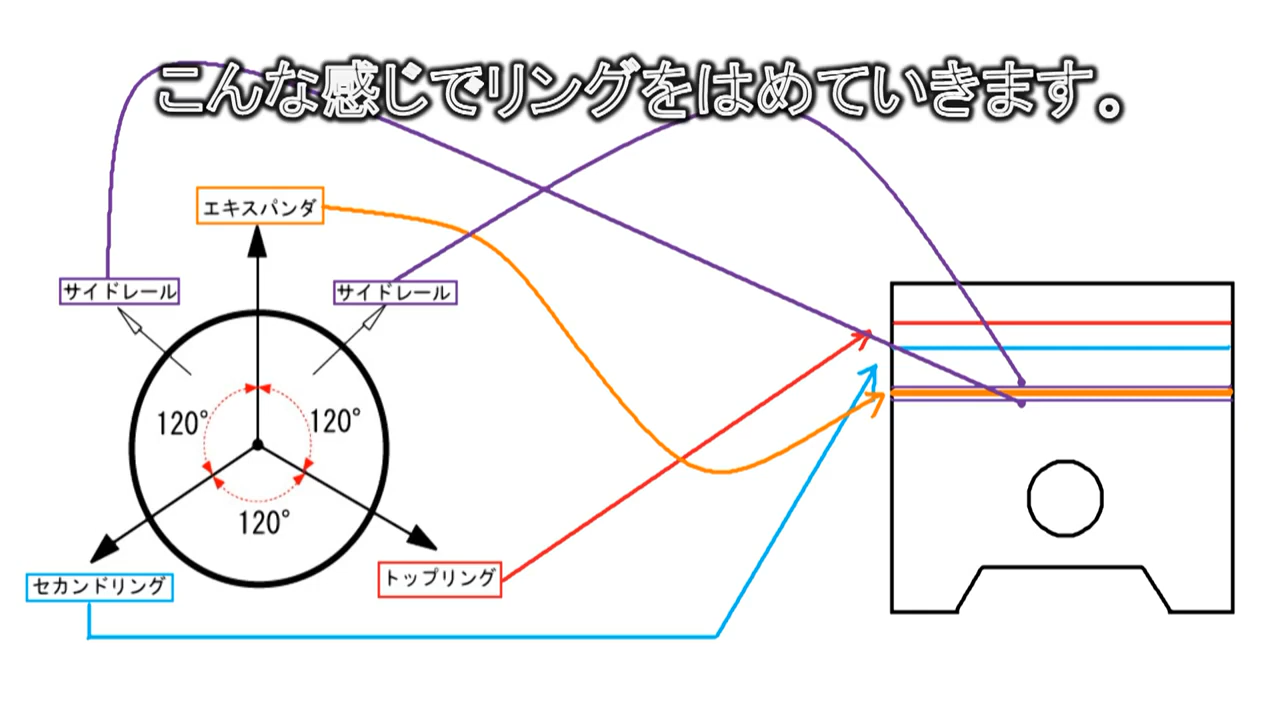 こんな感じでリングをはめていきます。
エキスパンダ
サイドレール
サイドレール
120°
120°
120°
セカンドリング
トップリング